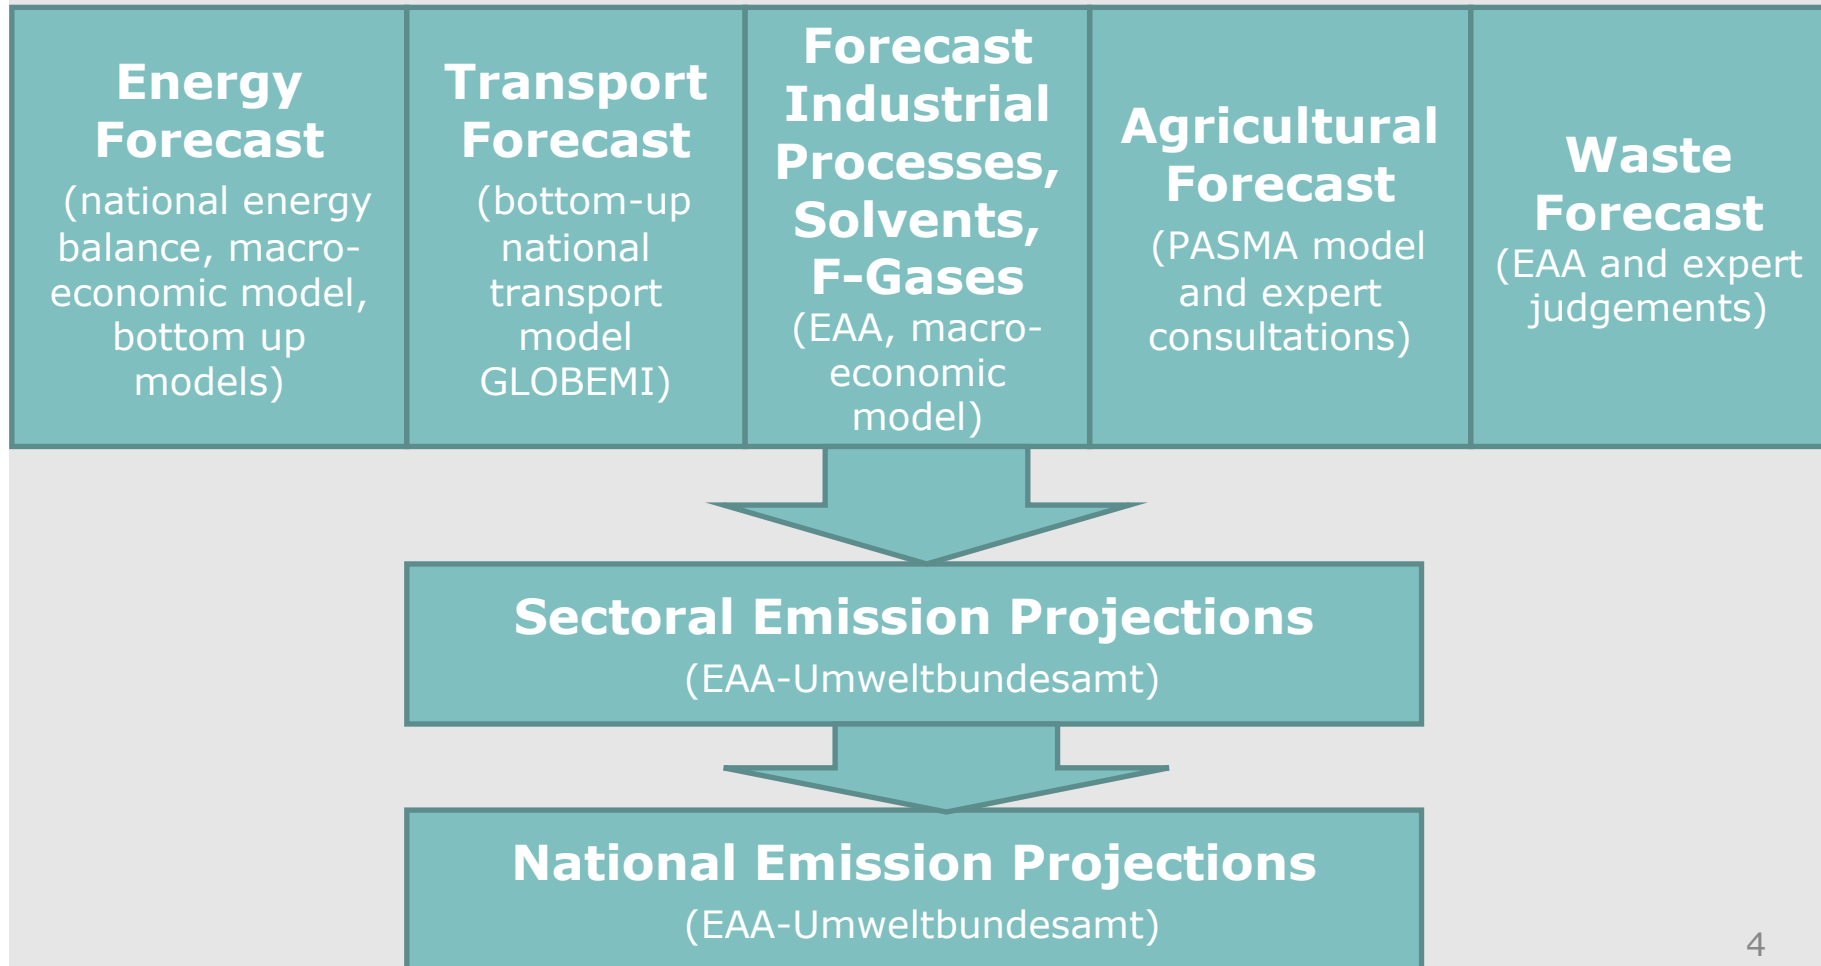 Energy
Forecast
(national energy
balance, macro-
economic model,
bottom up
models)
Transport
Forecast
(bottom-up
national
transport
model
GLOBEMI)
Forecast
Industrial
Processes,
Solvents,
F-Gases
(EAA, macro-
economic
model)
Agricultural
Forecast
(PASMA model
and expert
consultations)
Waste
Forecast
(EAA and expert
judgements)
Sectoral Emission Projections
(EAA-Umweltbundesamt)
National Emission Projections
(EAA-Umweltbundesamt)
4